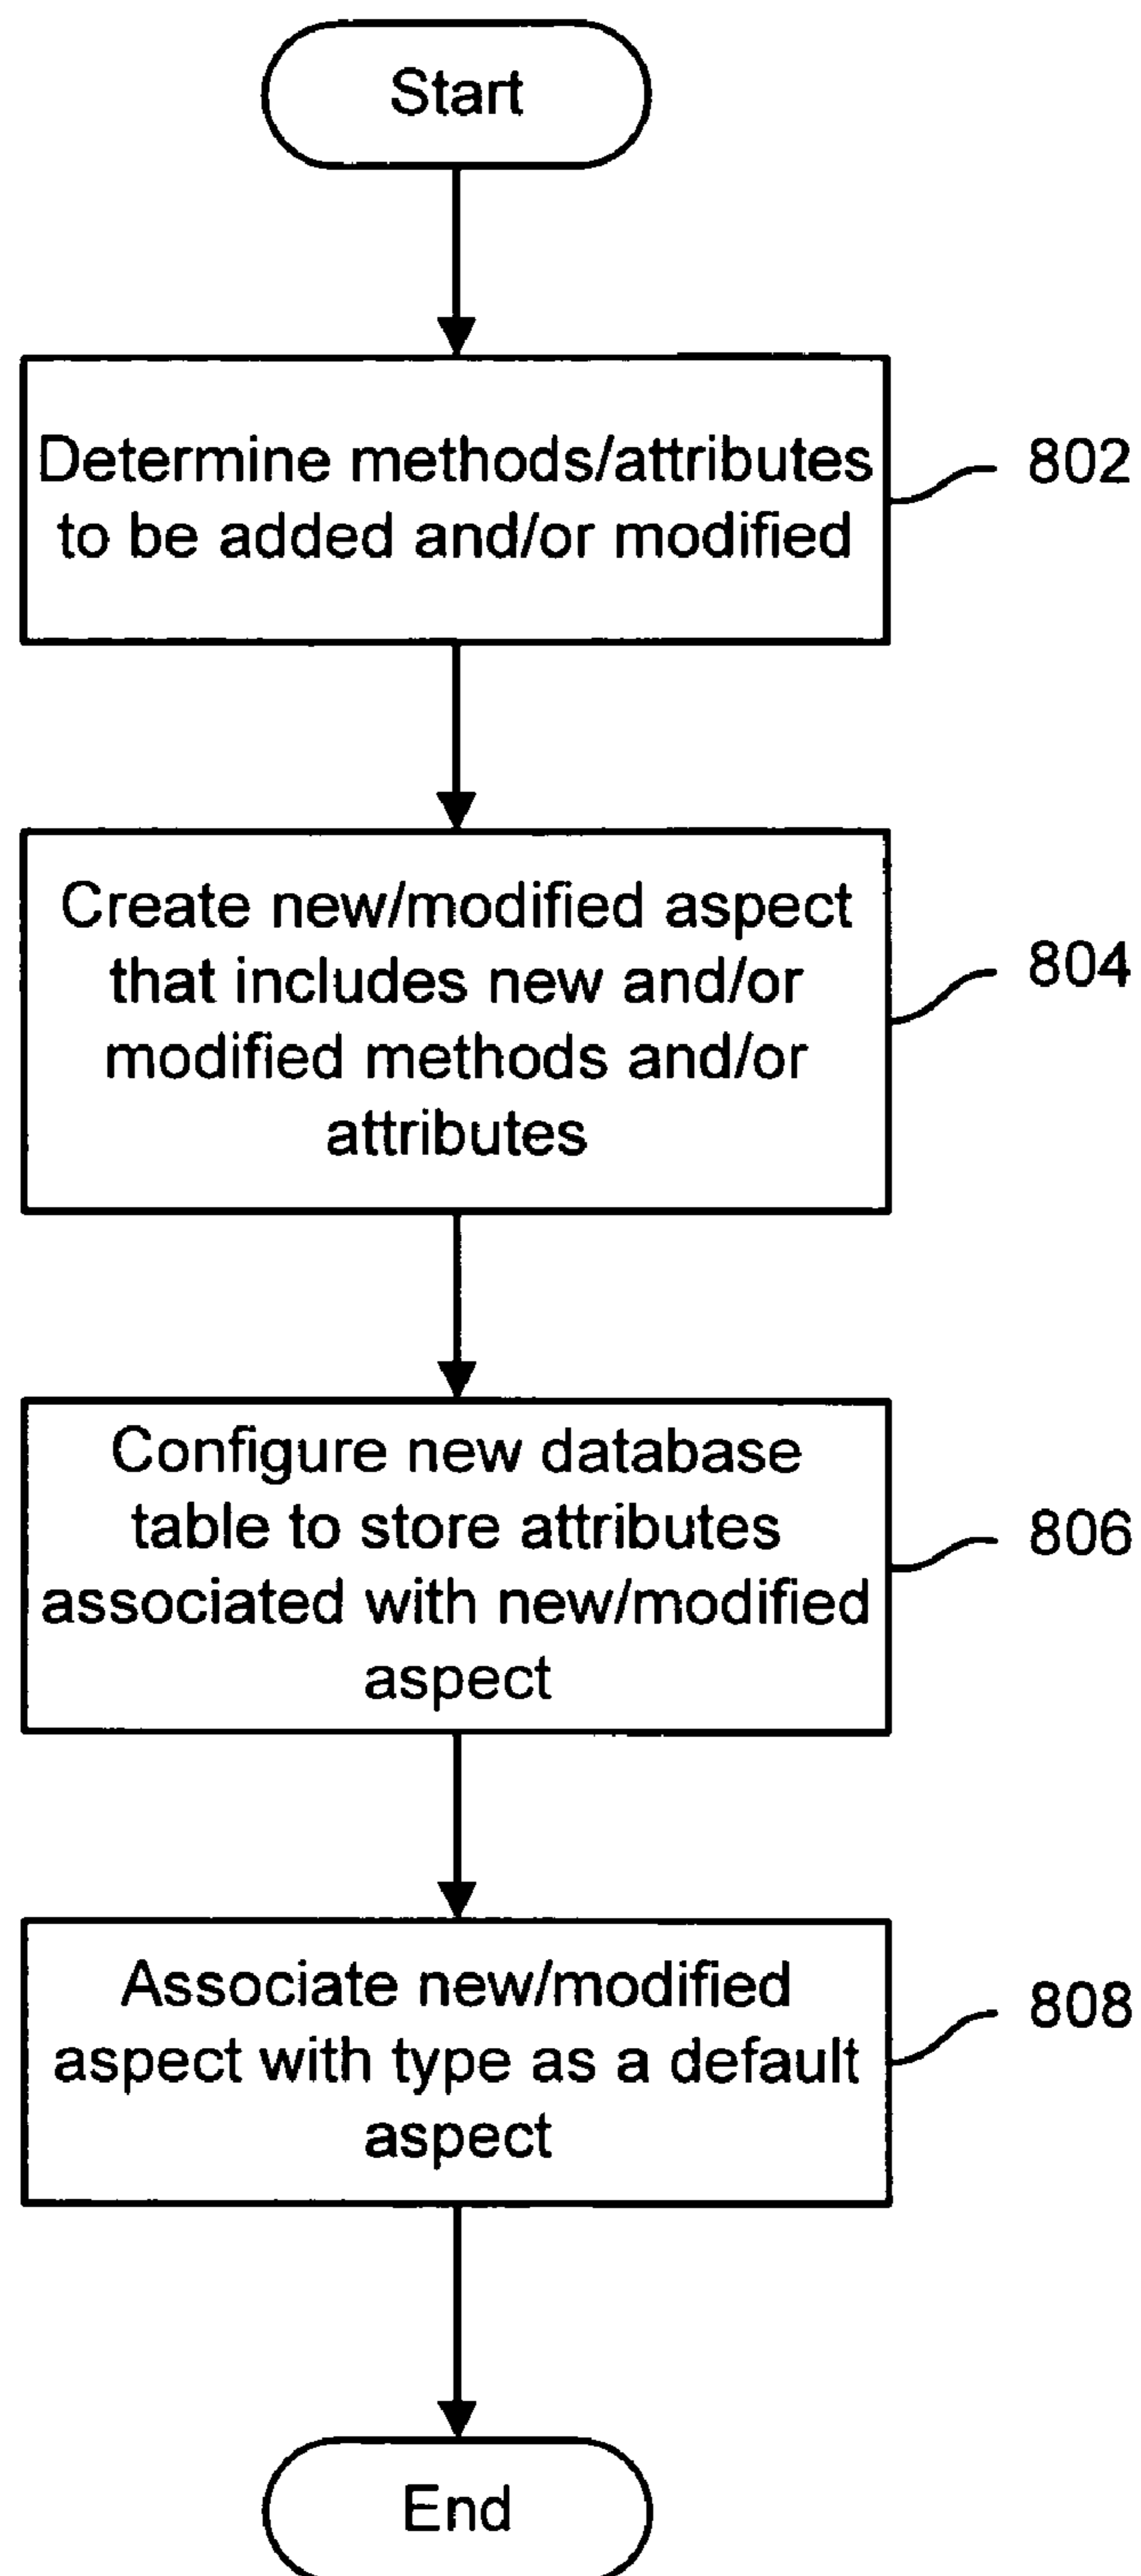 Start
Determine methods/attributes
to be added and/or modified
802
Create new/modified aspect
that includes new and/or
modified methods and/or
attributes
804
Configure new database
table to store attributes
associated with new/modified
aspect
806
Associate new/modified
aspect with type as a default
aspect
808
End